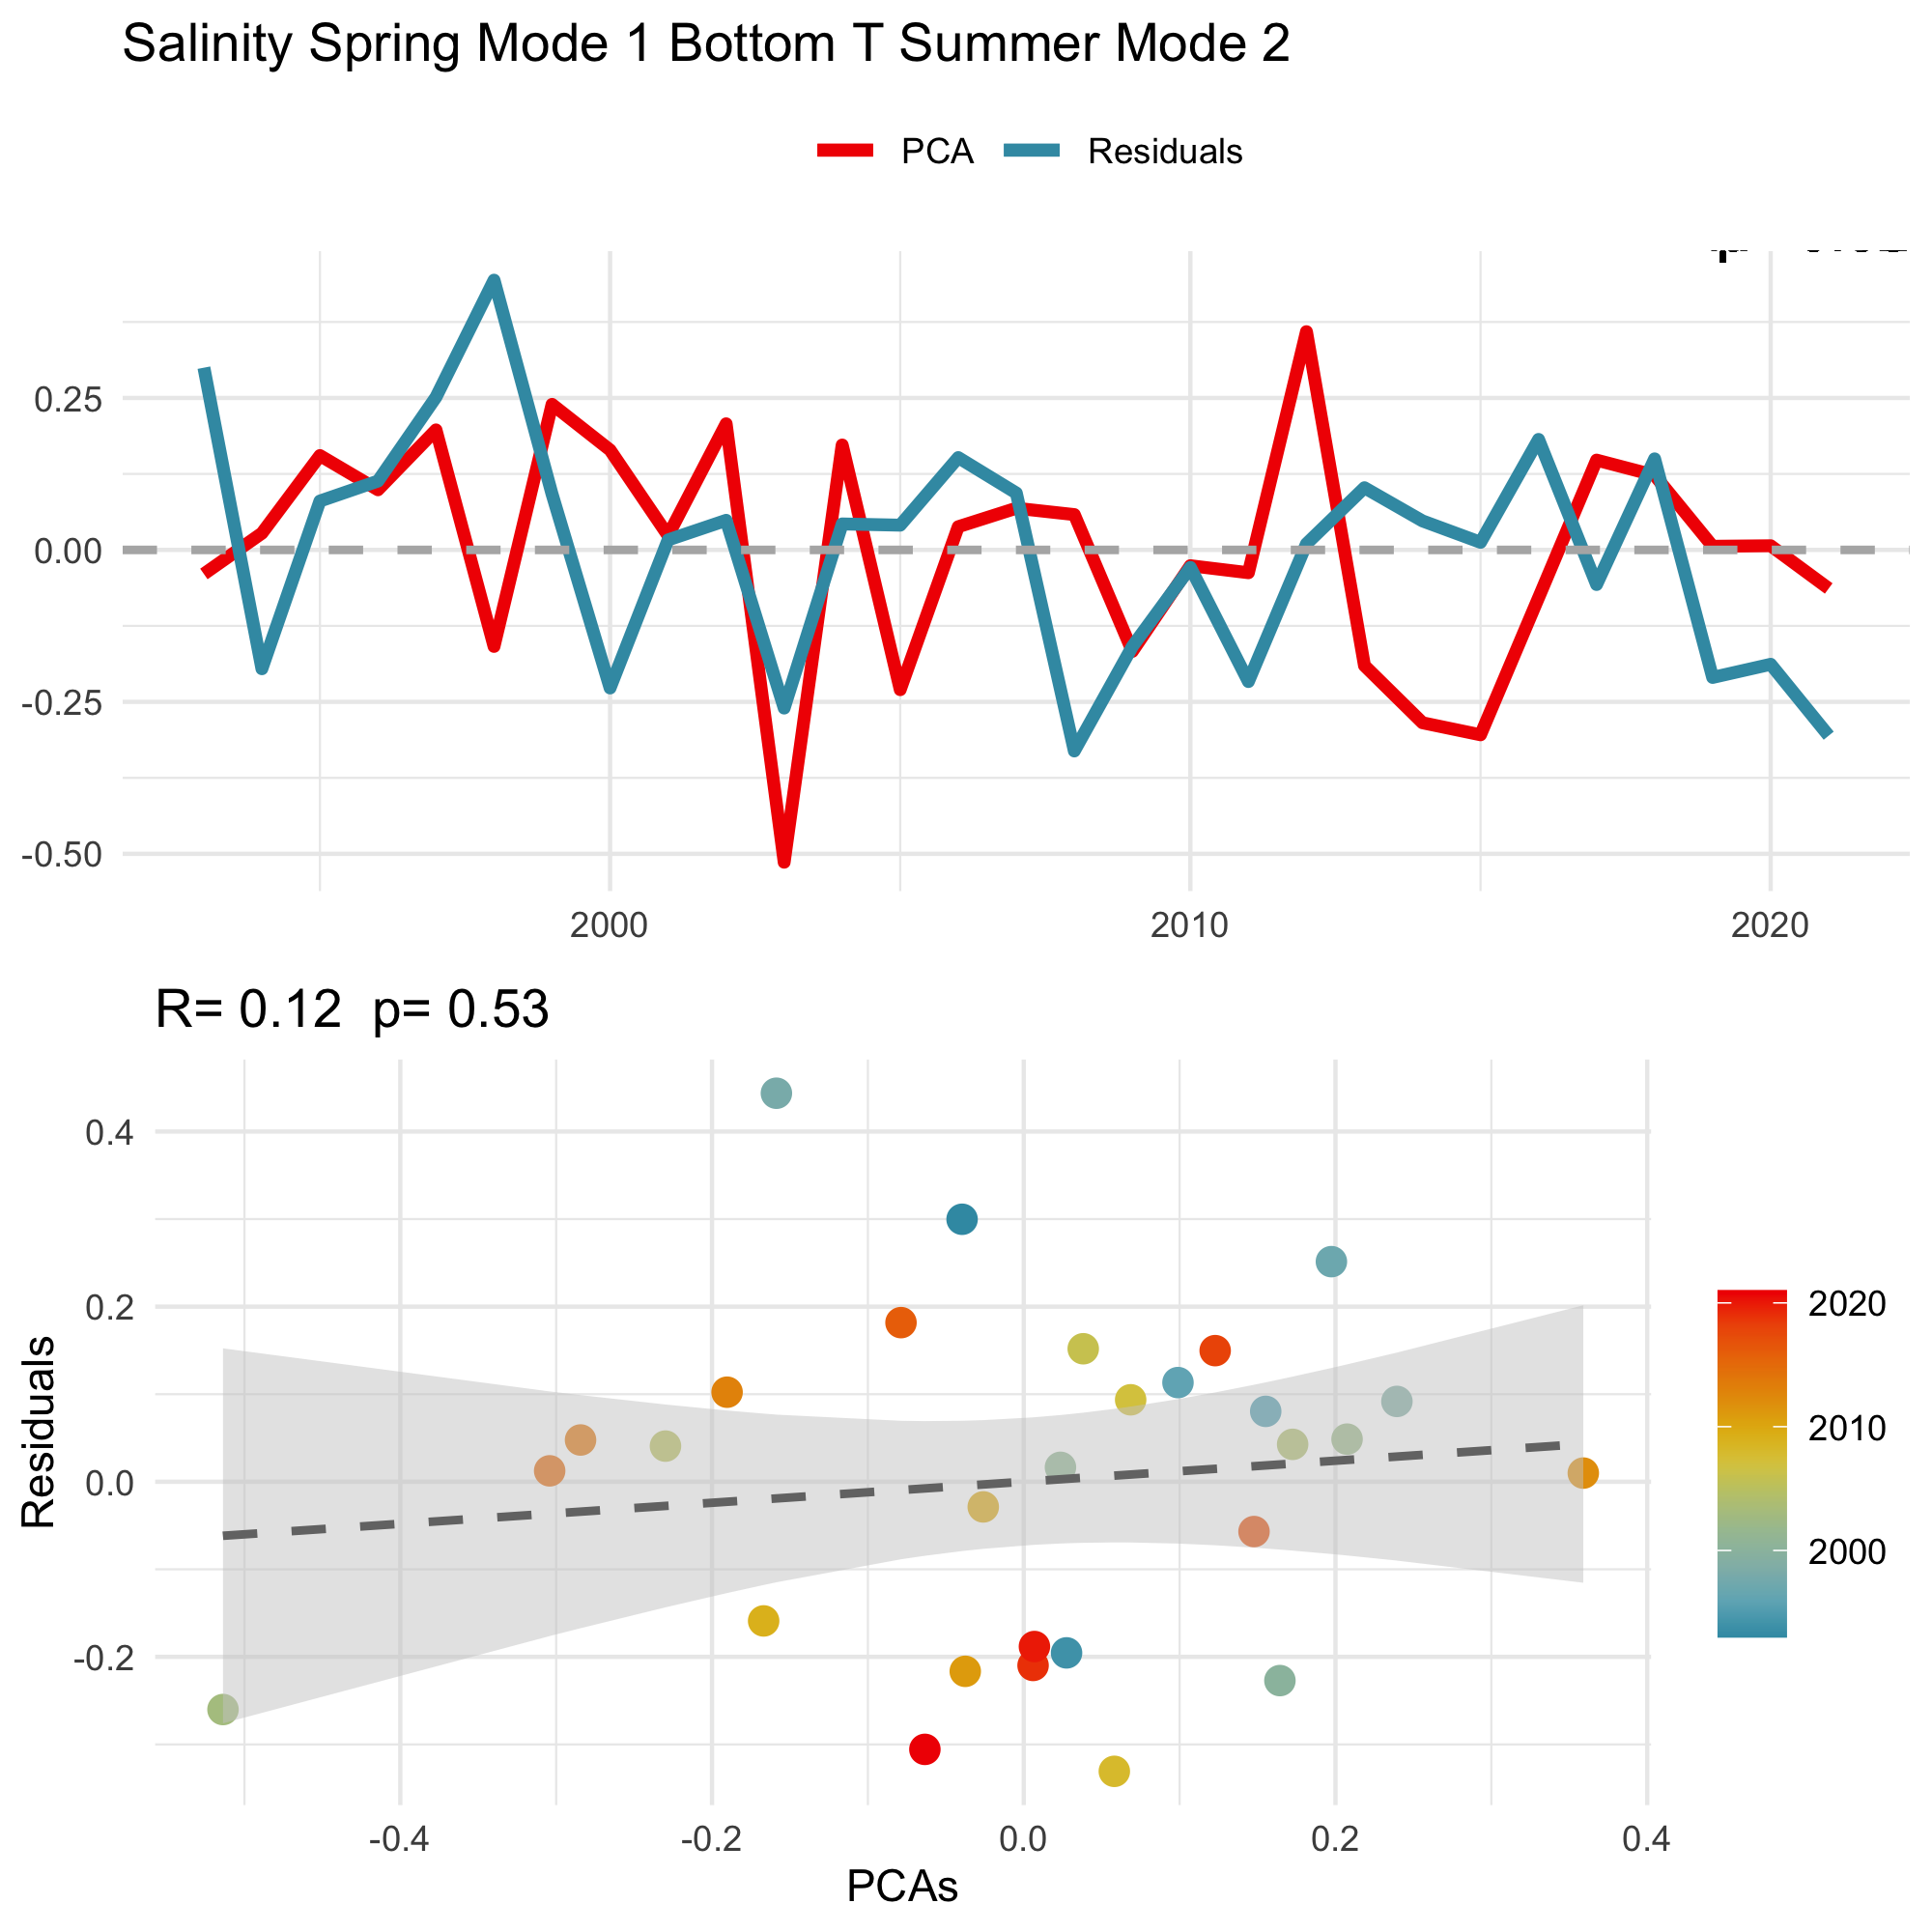 Salinity Spring Mode 1 Bottom T Summer Mode 2
PCA Residuals
0.25
0.00
-0.25
-0.50
2000 2010 2020
R= 0.12 p= 0.53
Residuals
0.4
0.2
0.0
-0.2
-0.4 -0.2 0.0 0.2 0.4
PCAs
2020
2010
2000